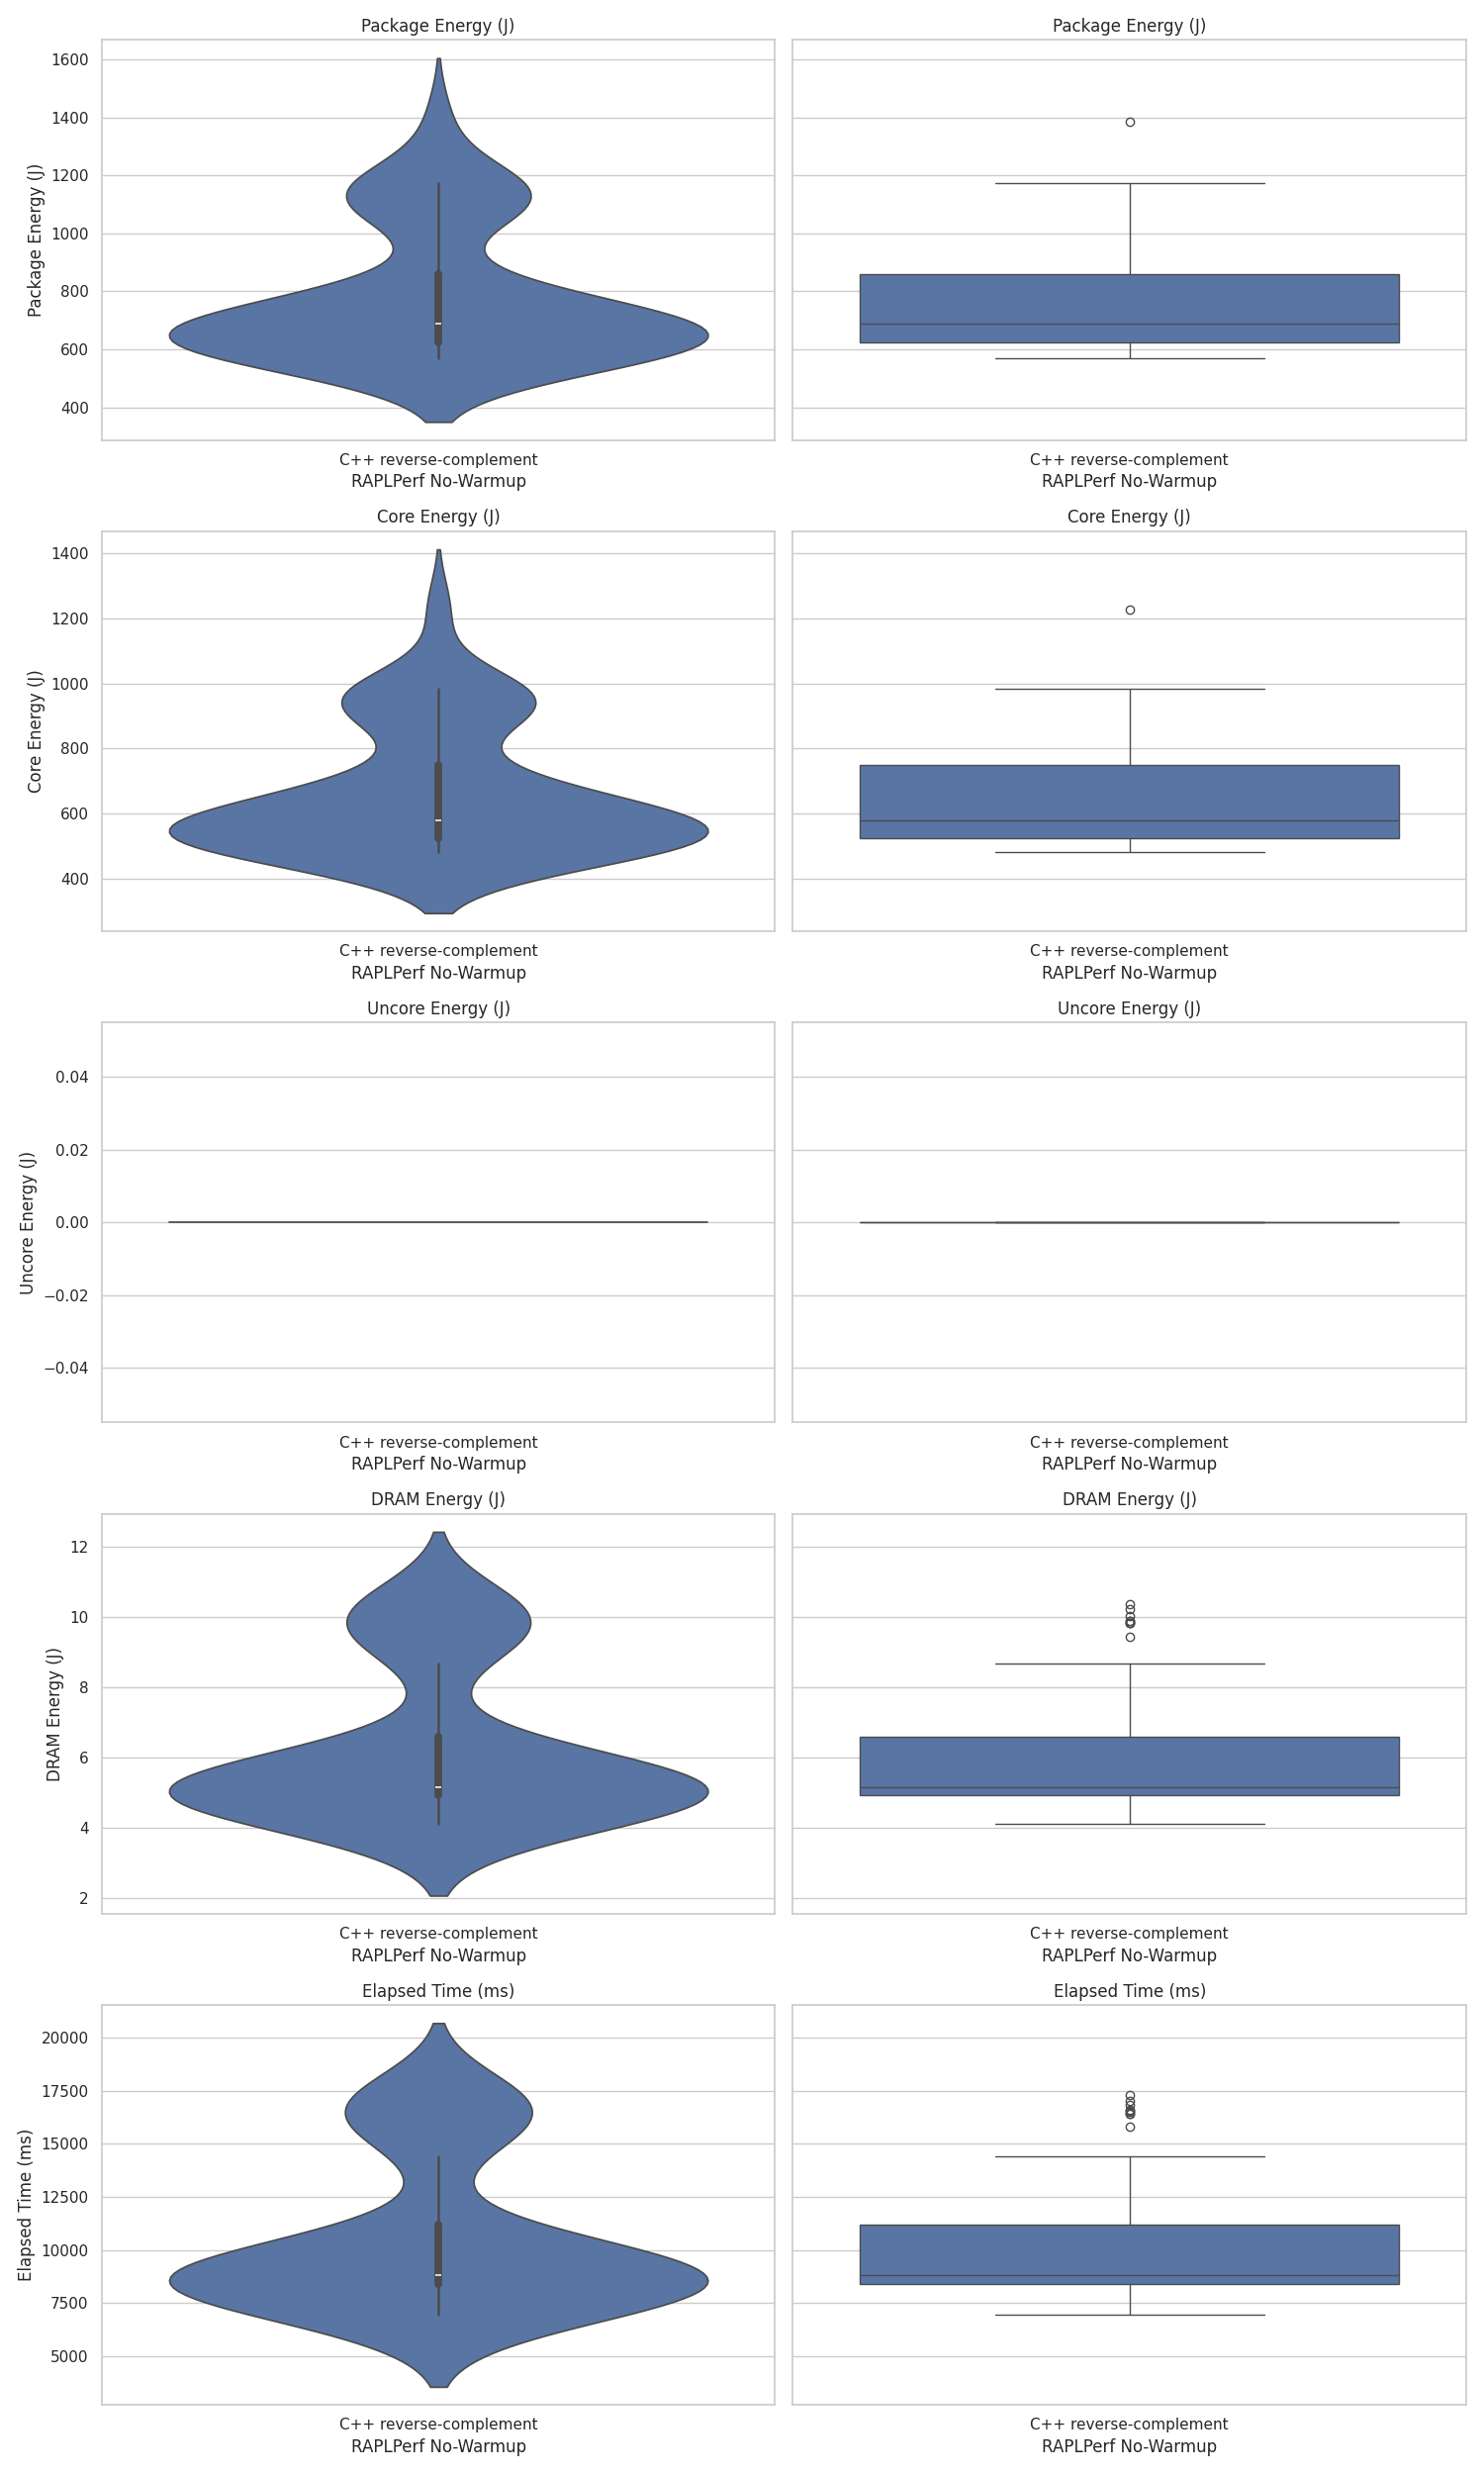 Package Energy (J)
Package Energy (J)
Package Energy (J)
1600
1400
1200
1000
800
600
400
C++ reverse-complement
RAPLPerf No-Warmup
C++ reverse-complement
RAPLPerf No-Warmup
Core Energy (J)
Core Energy (J)
Core Energy (J)
1400
1200
1000
800
600
400
C++ reverse-complement
RAPLPerf No-Warmup
C++ reverse-complement
RAPLPerf No-Warmup
Uncore Energy (J)
Uncore Energy (J)
Uncore Energy (J)
0.04
0.02
0.00
−0.02
−0.04
C++ reverse-complement
RAPLPerf No-Warmup
C++ reverse-complement
RAPLPerf No-Warmup
DRAM Energy (J)
DRAM Energy (J)
DRAM Energy (J)
12
10
8
6
4
2
C++ reverse-complement
RAPLPerf No-Warmup
C++ reverse-complement
RAPLPerf No-Warmup
Elapsed Time (ms)
Elapsed Time (ms)
Elapsed Time (ms)
20000
17500
15000
12500
10000
7500
5000
C++ reverse-complement
RAPLPerf No-Warmup
C++ reverse-complement
RAPLPerf No-Warmup